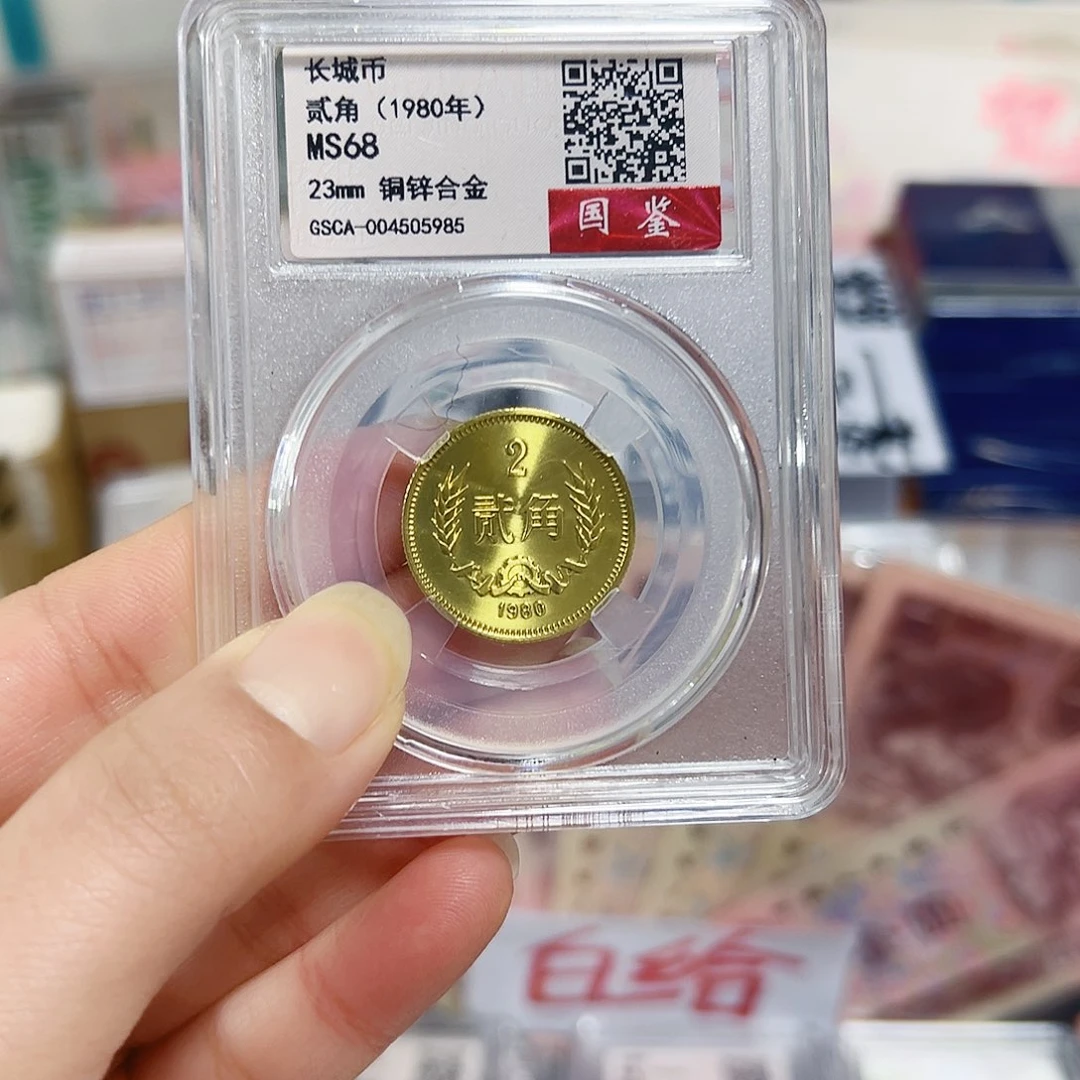 长城币
贰角（1980年）
MS68
23mm 铜锌合金
GSCA-004505985
国鉴
2
贰角
1980
白给